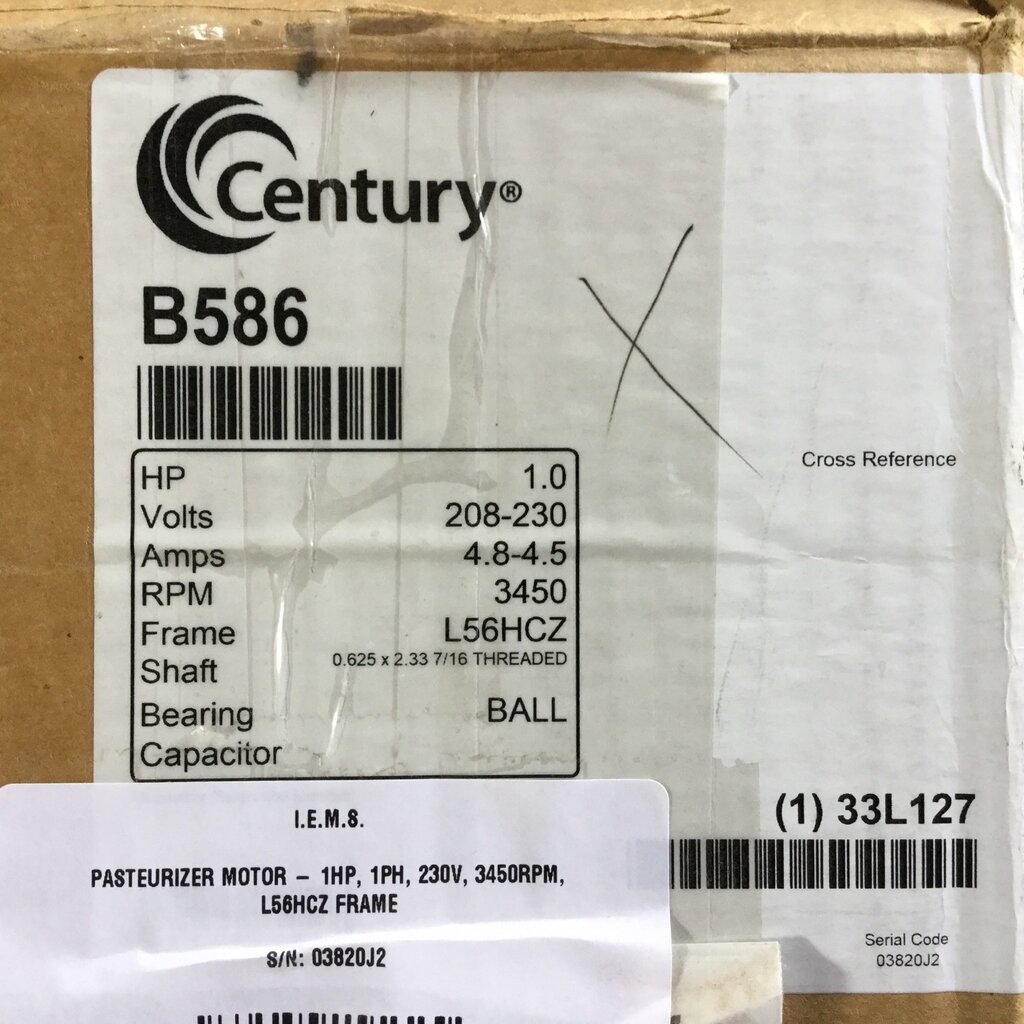 Century®
B586
HP 1.0
Volts 208-230
Amps 4.8-4.5
RPM 3450
Frame L56HCZ
Shaft 0.625 x 2.33 7/16 THREADED
Bearing BALL
Capacitor
Cross Reference
(1) 33L127
Serial Code
03820J2
I.E.M.S.
PASTEURIZER MOTOR – 1HP, 1PH, 230V, 3450RPM,
L56HCZ FRAME
S/N: 03820J2